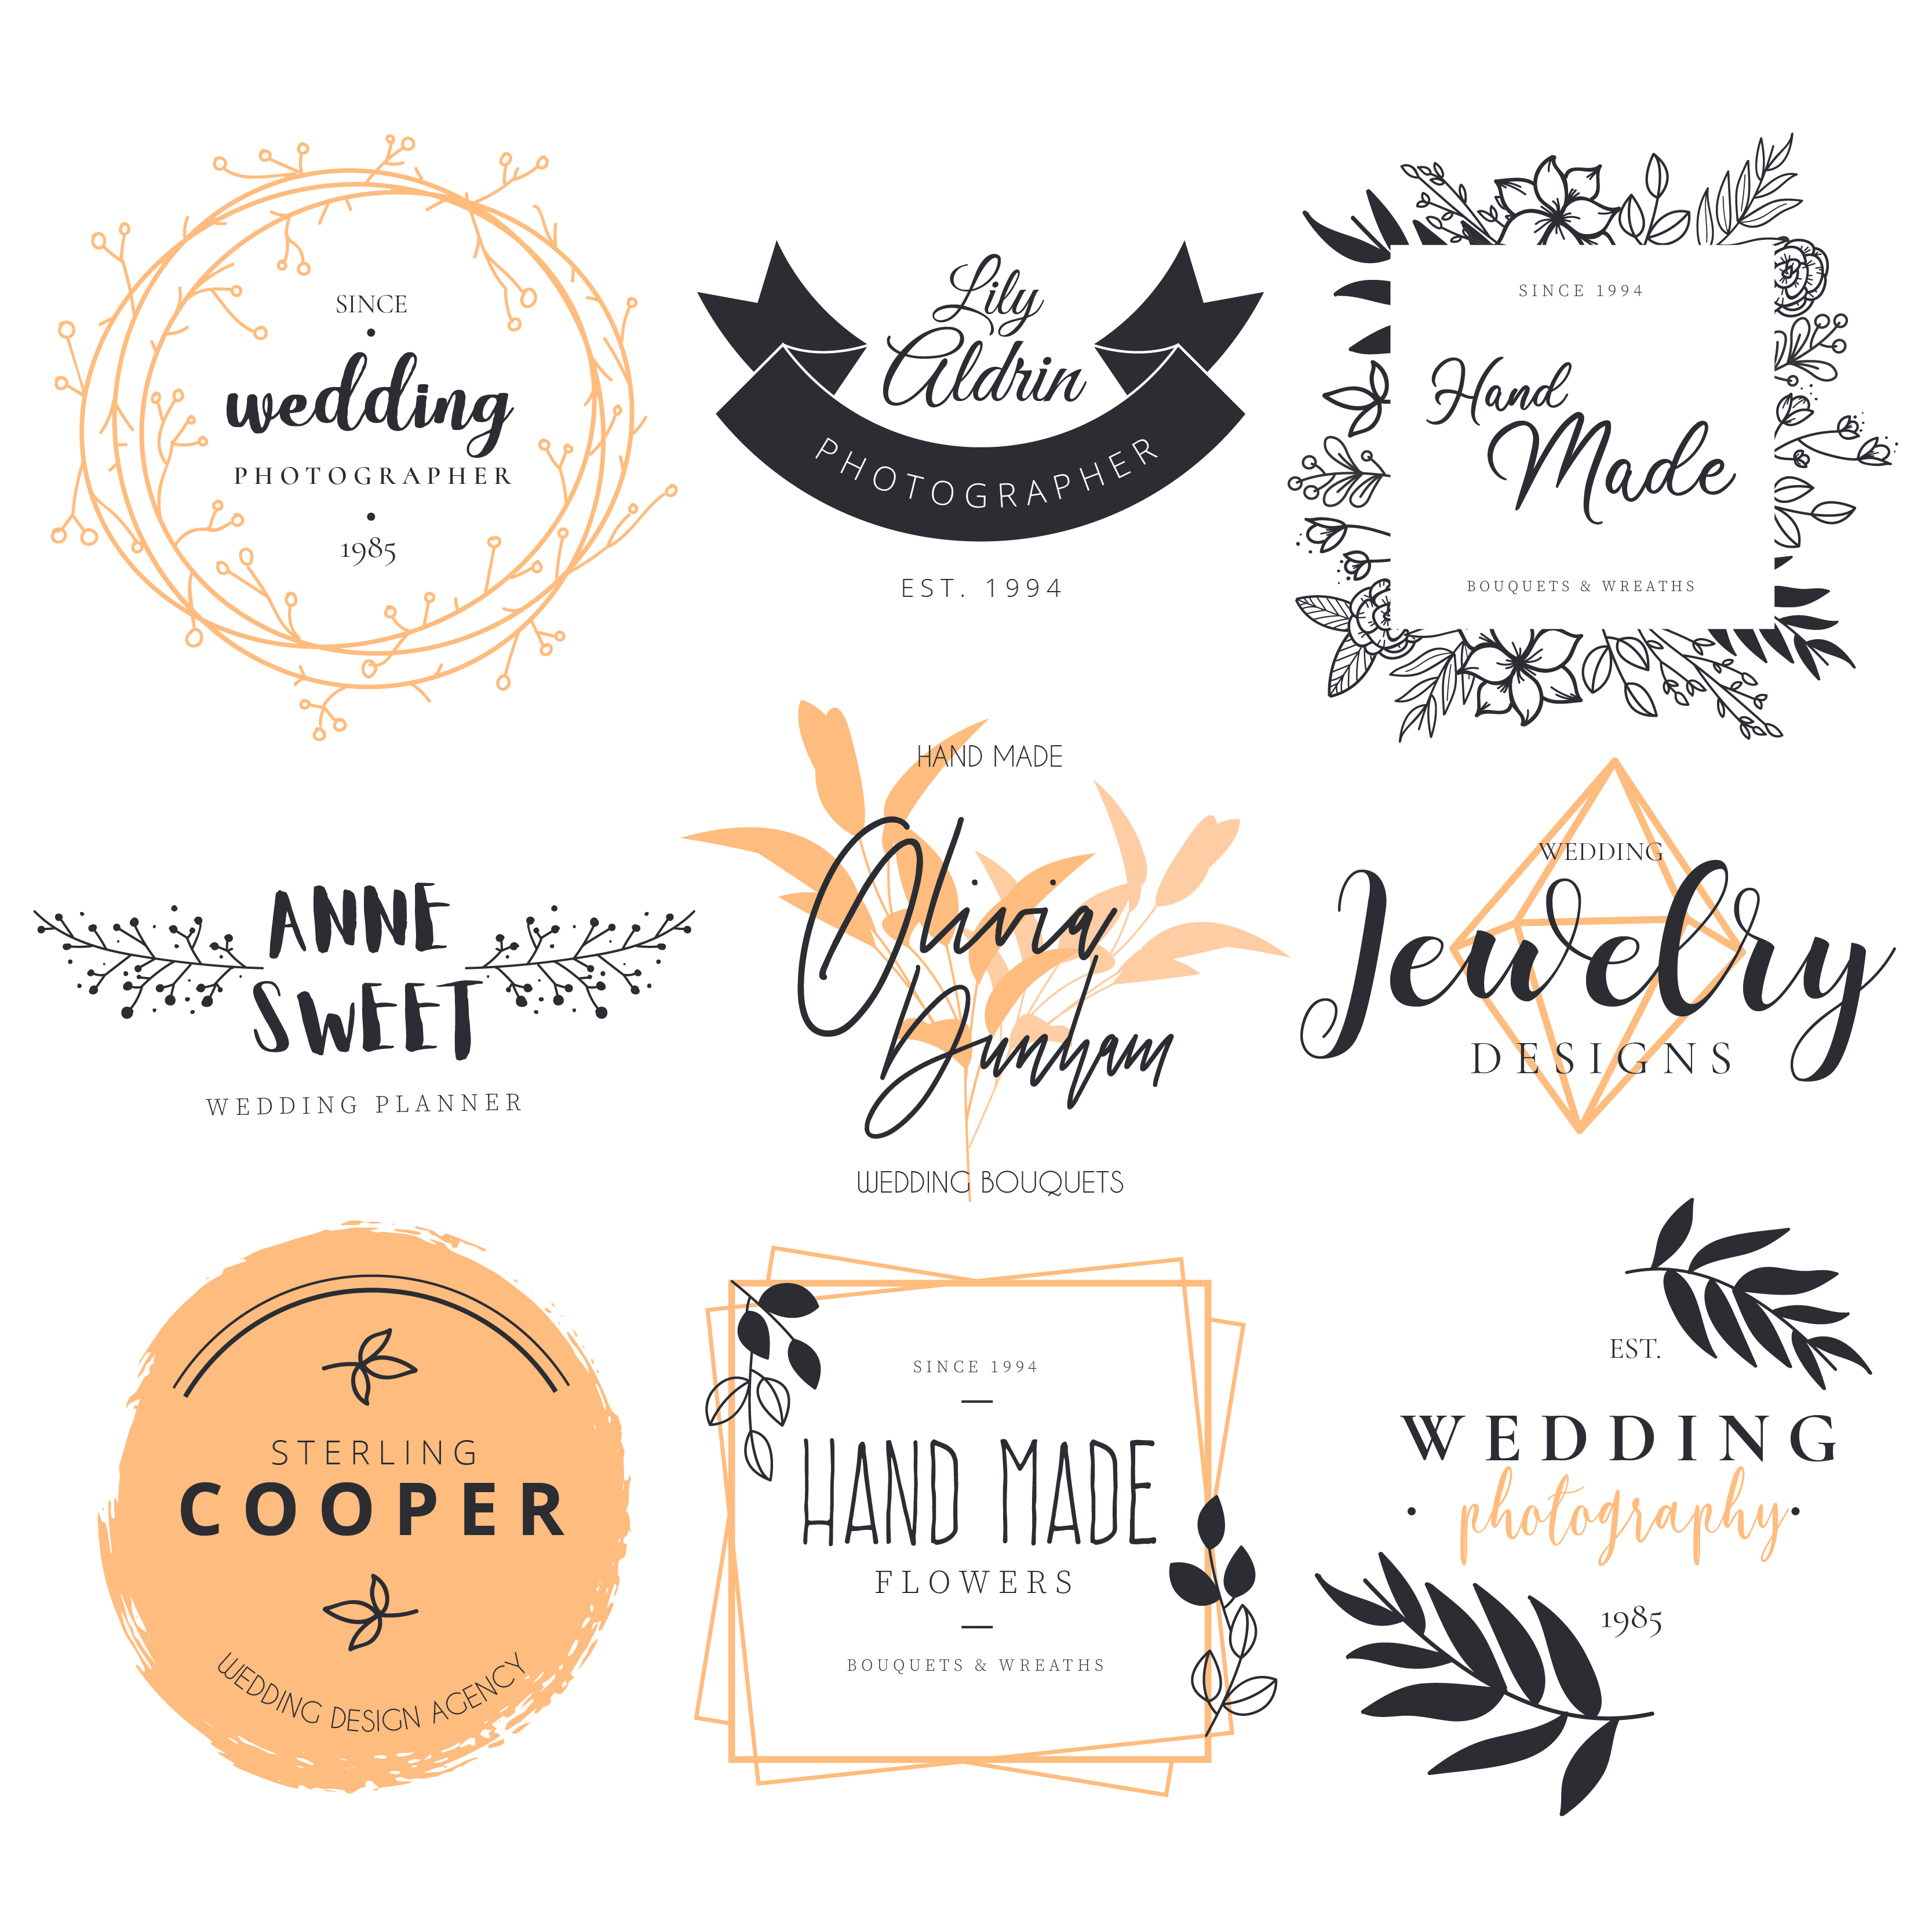 SINCE
wedding
PHOTOGRAPHER
1985
Lily
Aldrin
PHOTOGRAPHER
EST. 1994
SINCE 1994
Hand
Made
BOUQUETS & WREATHS
ANNE
SWEET
WEDDING PLANNER
HAND MADE
Olivia
Dunham
WEDDING BOUQUETS
WEDDING
Jewelry
DESIGNS
STERLING
COOPER
WEDDING DESIGN AGENCY
SINCE 1994
HAND MADE
FLOWERS
BOUQUETS & WREATHS
EST.
WEDDING
photography
1985